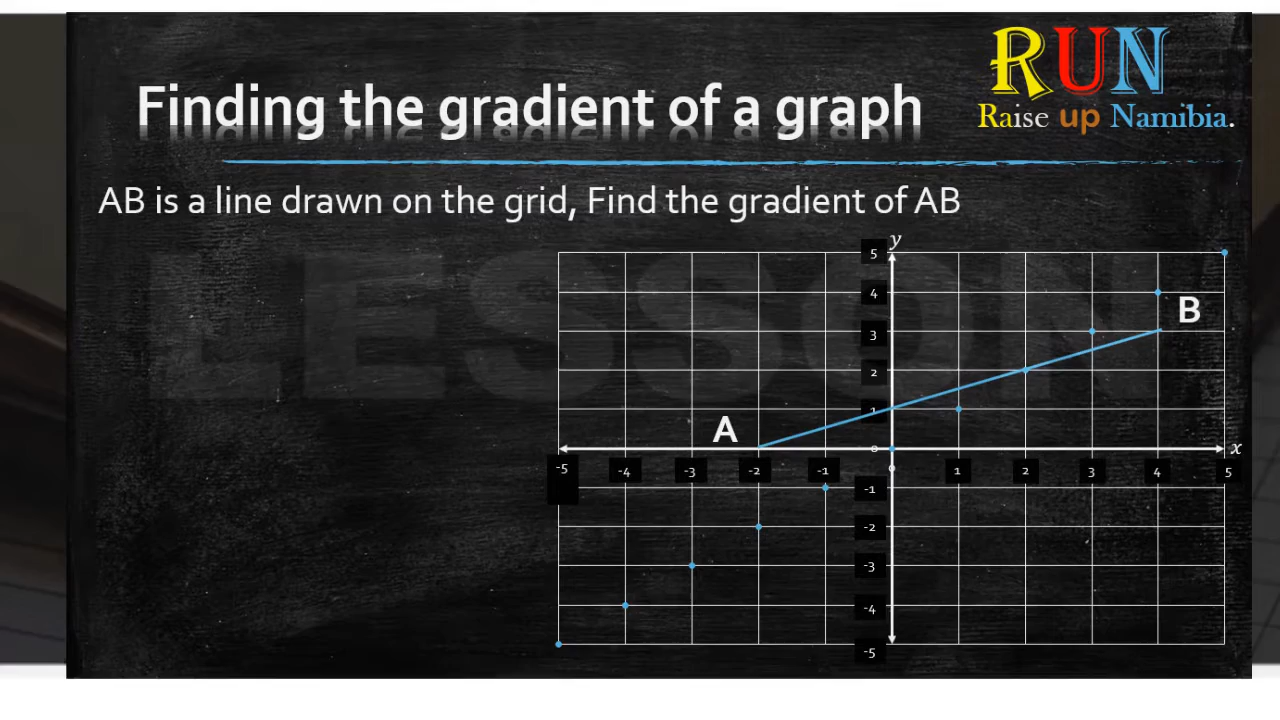 RUN
Raise up Namibia.
Finding the gradient of a graph
AB is a line drawn on the grid, Find the gradient of AB
LESSON
y
5
4
B
3
2
1
A
0
x
-5 -4 -3 -2 -1 0 1 2 3 4 5
-1
-2
-3
-4
-5